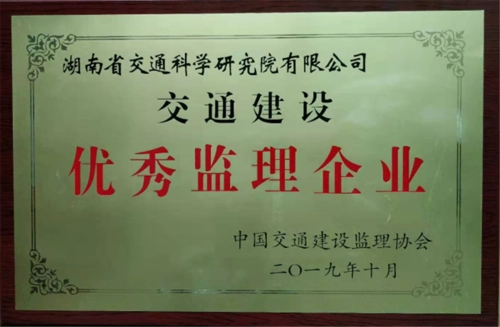 湖南省交通科学研究院有限公司
交通建设
优秀监理企业
中国交通建设监理协会
二〇一九年十月